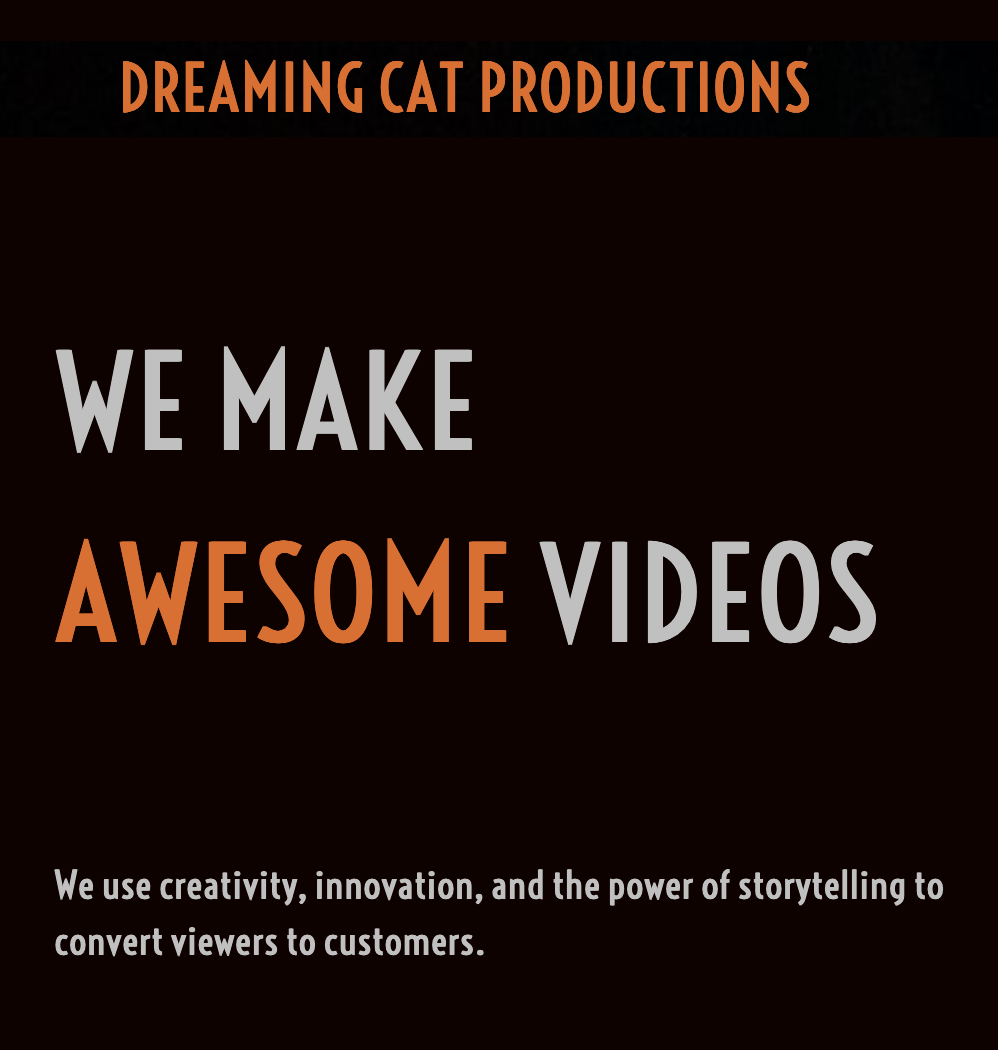 DREAMING CAT PRODUCTIONS
WE MAKE
AWESOME VIDEOS
We use creativity, innovation, and the power of storytelling to
convert viewers to customers.